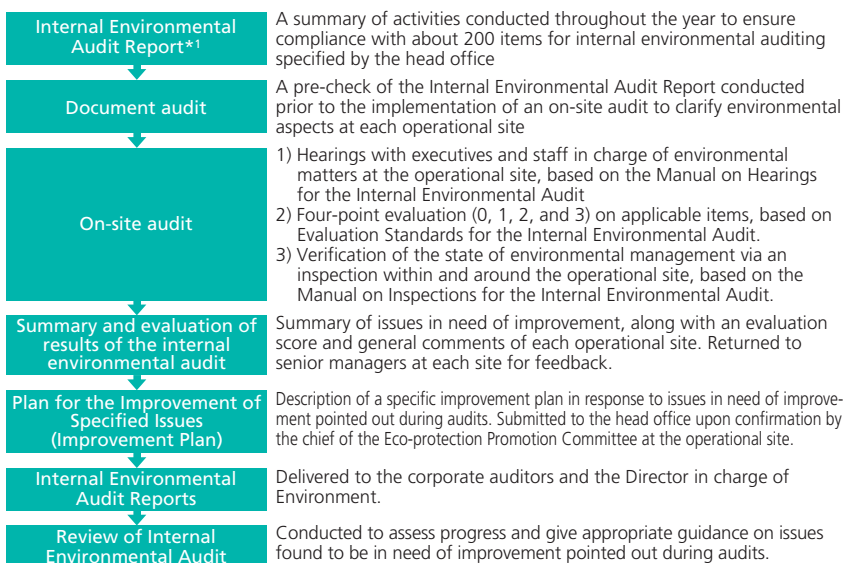 Internal Environmental
Audit Report*1
A summary of activities conducted throughout the year to ensure
compliance with about 200 items for internal environmental auditing
specified by the head office
Document audit
A pre-check of the Internal Environmental Audit Report conducted
prior to the implementation of an on-site audit to clarify environmental
aspects at each operational site
On-site audit
1) Hearings with executives and staff in charge of environmental
matters at the operational site, based on the Manual on Hearings
for the Internal Environmental Audit
2) Four-point evaluation (0, 1, 2, and 3) on applicable items, based on
Evaluation Standards for the Internal Environmental Audit.
3) Verification of the state of environmental management via an
inspection within and around the operational site, based on the
Manual on Inspections for the Internal Environmental Audit.
Summary and evaluation of
results of the internal
environmental audit
Summary of issues in need of improvement, along with an evaluation
score and general comments of each operational site. Returned to
senior managers at each site for feedback.
Plan for the Improvement of
Specified Issues
(Improvement Plan)
Description of a specific improvement plan in response to issues in need of improve-
ment pointed out during audits. Submitted to the head office upon confirmation by
the chief of the Eco-protection Promotion Committee at the operational site.
Internal Environmental
Audit Reports
Delivered to the corporate auditors and the Director in charge of
Environment.
Review of Internal
Environmental Audit
Conducted to assess progress and give appropriate guidance on issues
found to be in need of improvement pointed out during audits.